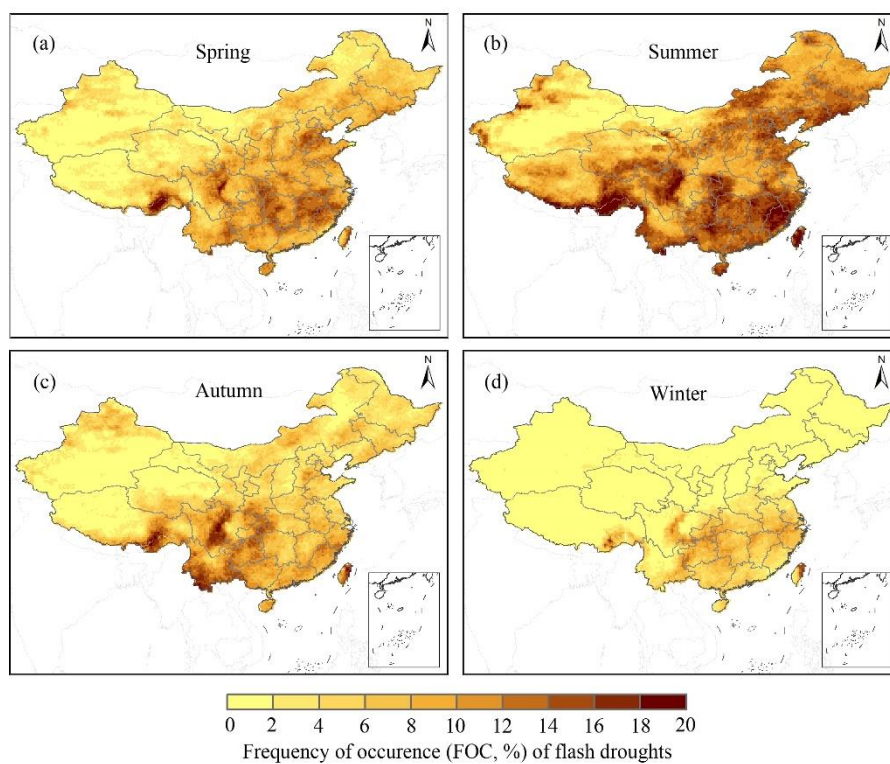 (a)
Spring
N
(b)
Summer
N
(c)
Autumn
N
(d)
Winter
N
0 2 4 6 8 10 12 14 16 18 20
Frequency of occurence (FOC, %) of flash droughts